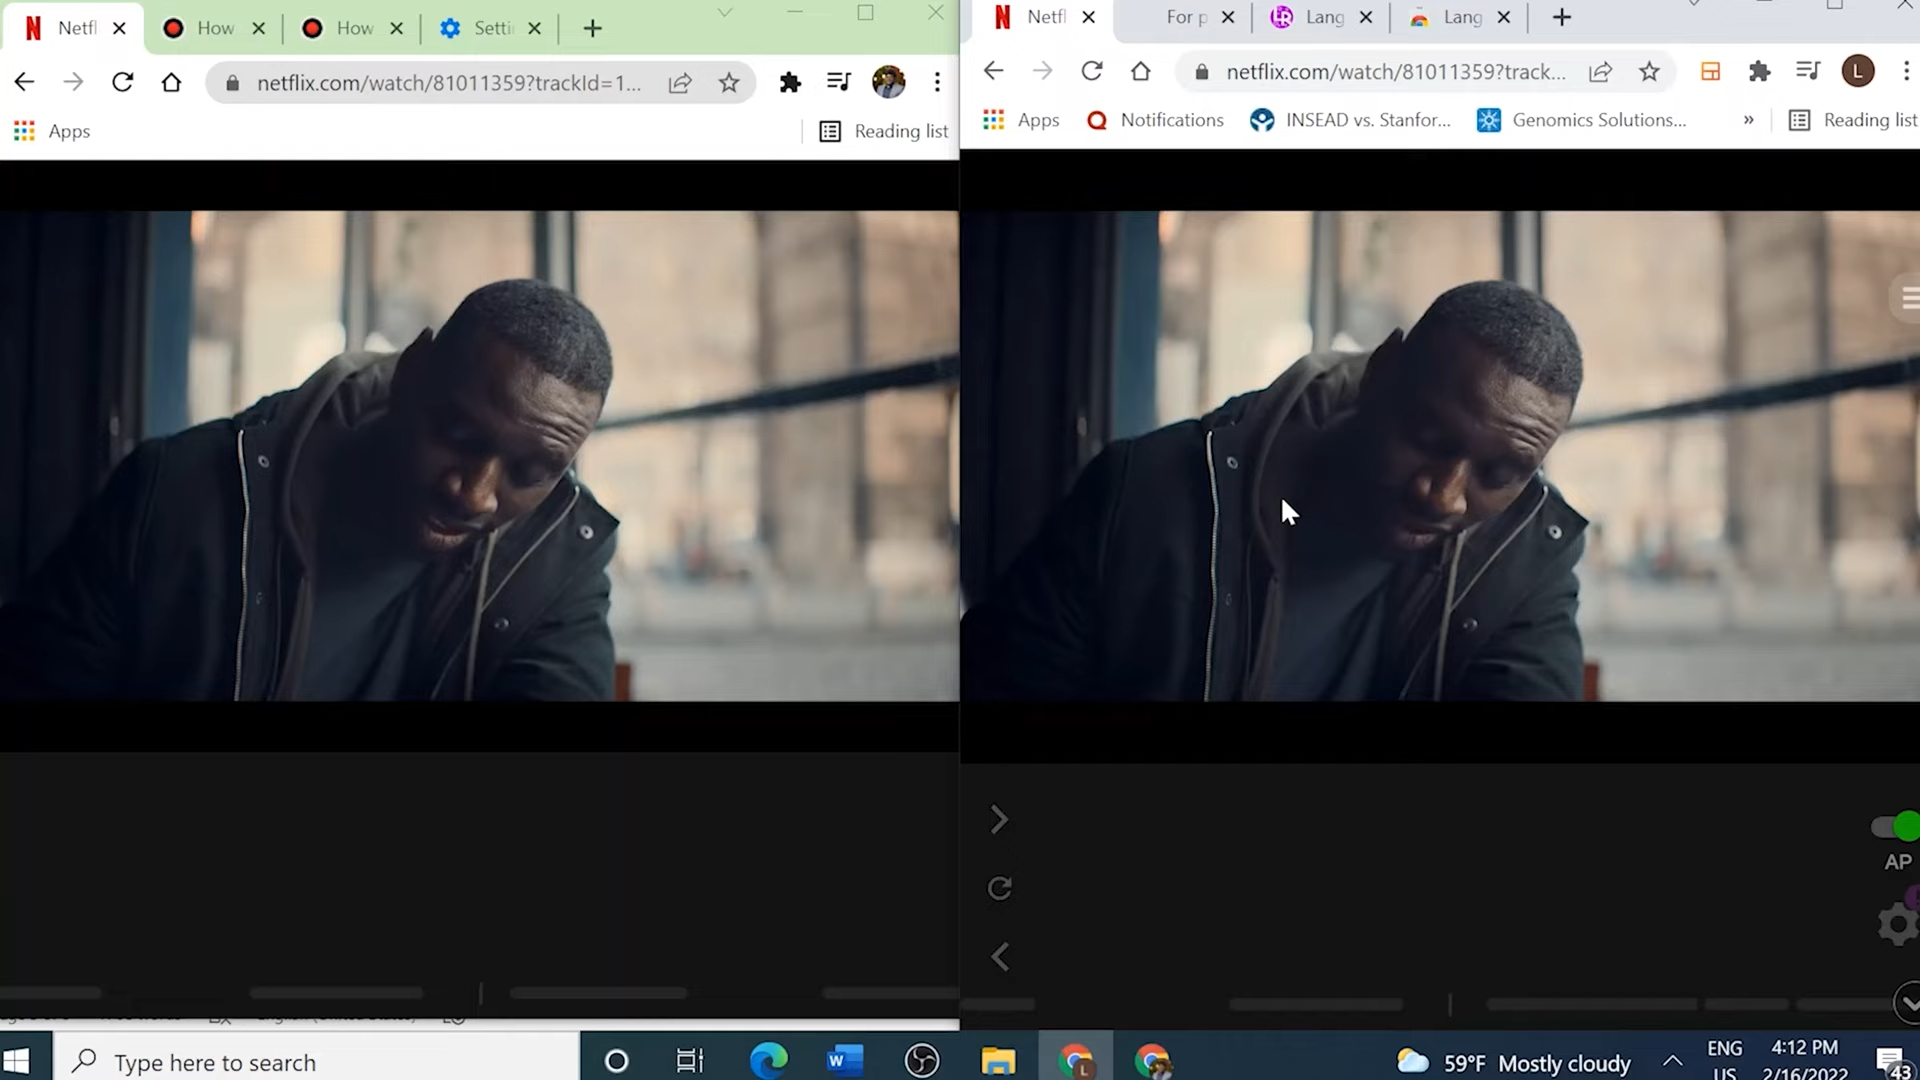 Netfl
How
How
Setti
netflix.com/watch/81011359?trackId=1...
Apps
Reading list
Netfl
For p
Lang
Lang
netflix.com/watch/81011359?track...
L
Apps
Notifications
INSEAD vs. Stanfor...
Genomics Solutions...
»
Reading list
AP
Type here to search
W
L
59°F Mostly cloudy
ENG
US
4:12 PM
2/16/2022
43